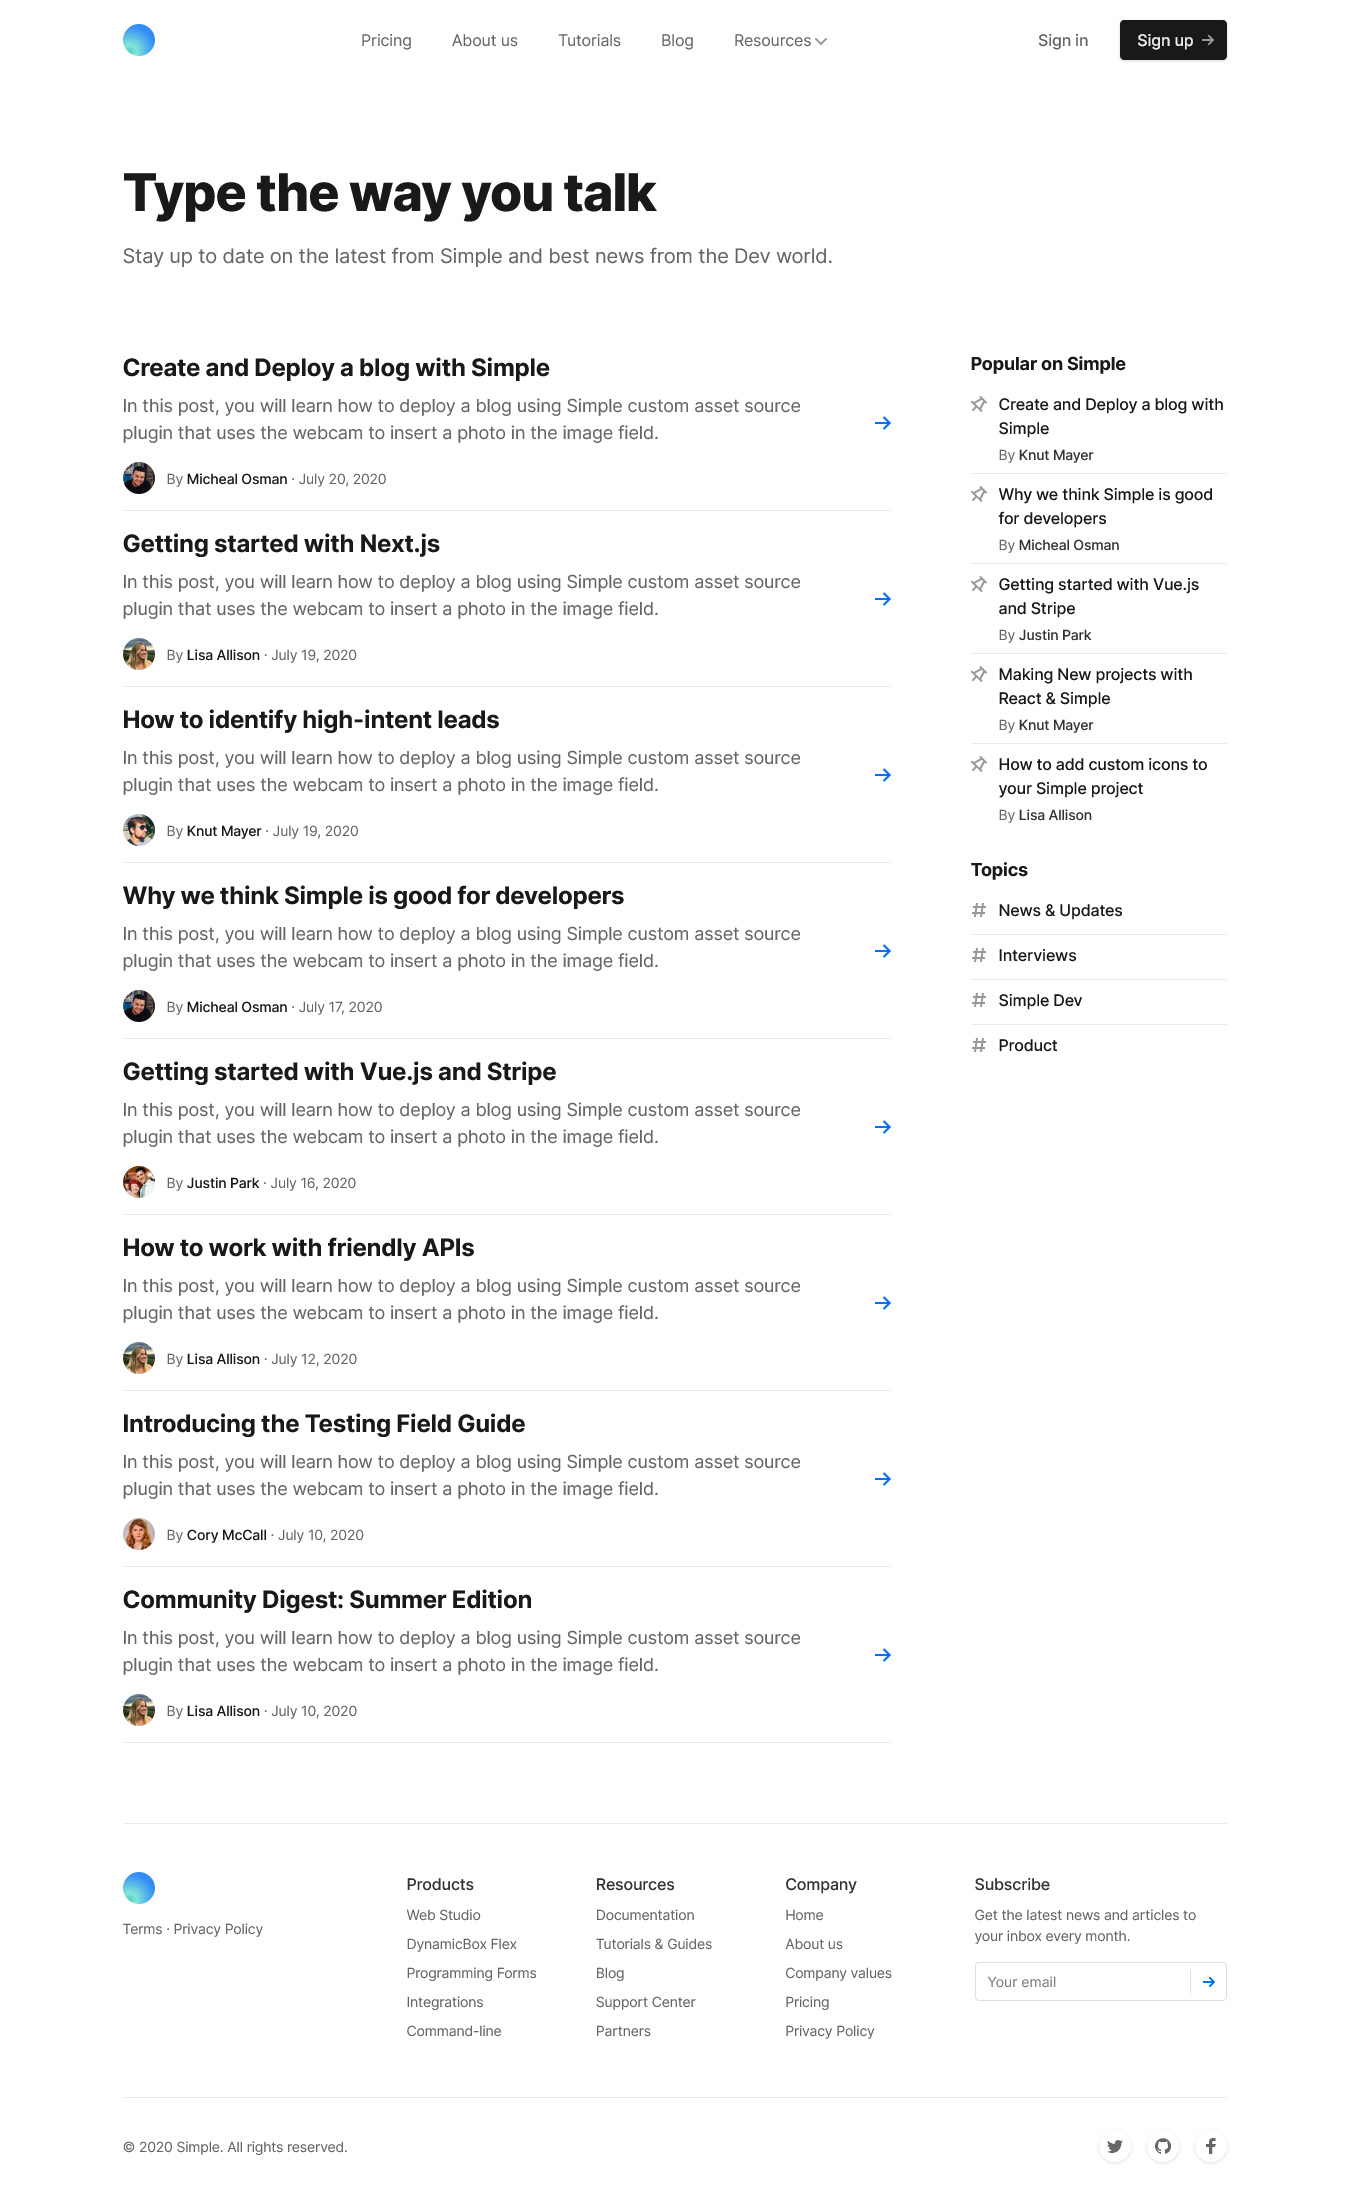 Pricing
About us
Tutorials
Blog
Resources
Sign in
Sign up
Type the way you talk
Stay up to date on the latest from Simple and best news from the Dev world.
Create and Deploy a blog with Simple
In this post, you will learn how to deploy a blog using Simple custom asset source
plugin that uses the webcam to insert a photo in the image field.
By Micheal Osman · July 20, 2020
Getting started with Next.js
In this post, you will learn how to deploy a blog using Simple custom asset source
plugin that uses the webcam to insert a photo in the image field.
By Lisa Allison · July 19, 2020
How to identify high-intent leads
In this post, you will learn how to deploy a blog using Simple custom asset source
plugin that uses the webcam to insert a photo in the image field.
By Knut Mayer · July 19, 2020
Why we think Simple is good for developers
In this post, you will learn how to deploy a blog using Simple custom asset source
plugin that uses the webcam to insert a photo in the image field.
By Micheal Osman · July 17, 2020
Getting started with Vue.js and Stripe
In this post, you will learn how to deploy a blog using Simple custom asset source
plugin that uses the webcam to insert a photo in the image field.
By Justin Park · July 16, 2020
How to work with friendly APIs
In this post, you will learn how to deploy a blog using Simple custom asset source
plugin that uses the webcam to insert a photo in the image field.
By Lisa Allison · July 12, 2020
Introducing the Testing Field Guide
In this post, you will learn how to deploy a blog using Simple custom asset source
plugin that uses the webcam to insert a photo in the image field.
By Cory McCall · July 10, 2020
Community Digest: Summer Edition
In this post, you will learn how to deploy a blog using Simple custom asset source
plugin that uses the webcam to insert a photo in the image field.
By Lisa Allison · July 10, 2020
Popular on Simple
Create and Deploy a blog with
Simple
By Knut Mayer
Why we think Simple is good
for developers
By Micheal Osman
Getting started with Vue.js
and Stripe
By Justin Park
Making New projects with
React & Simple
By Knut Mayer
How to add custom icons to
your Simple project
By Lisa Allison
Topics
# News & Updates
# Interviews
# Simple Dev
# Product
Terms · Privacy Policy
Products
Web Studio
DynamicBox Flex
Programming Forms
Integrations
Command-line
Resources
Documentation
Tutorials & Guides
Blog
Support Center
Partners
Company
Home
About us
Company values
Pricing
Privacy Policy
Subscribe
Get the latest news and articles to
your inbox every month.
Your email
© 2020 Simple. All rights reserved.